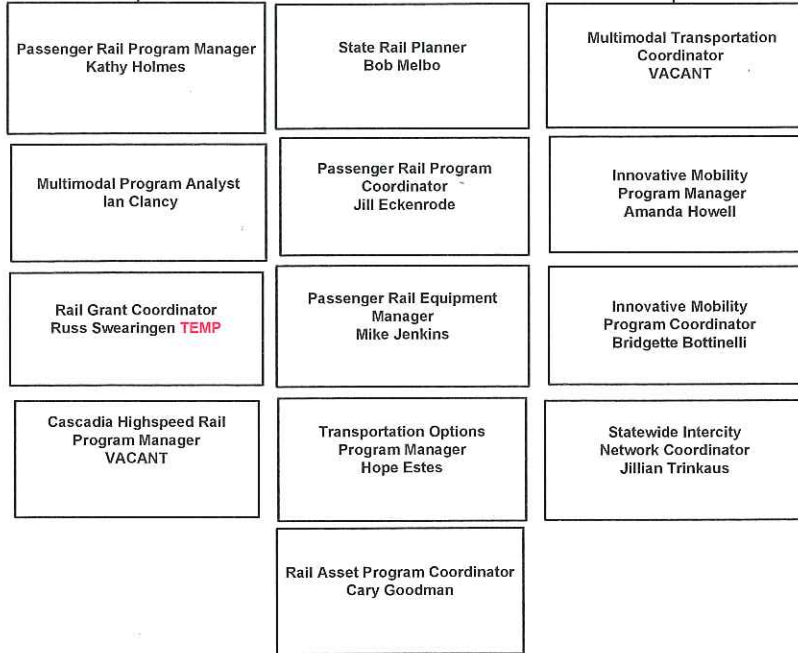 Passenger Rail Program Manager
Kathy Holmes
State Rail Planner
Bob Melbo
Multimodal Transportation
Coordinator
VACANT
Multimodal Program Analyst
Ian Clancy
Passenger Rail Program
Coordinator
Jill Eckenrode
Innovative Mobility
Program Manager
Amanda Howell
Rail Grant Coordinator
Russ Swearingen TEMP
Passenger Rail Equipment
Manager
Mike Jenkins
Innovative Mobility
Program Coordinator
Bridgette Bottinelli
Cascadia Highspeed Rail
Program Manager
VACANT
Transportation Options
Program Manager
Hope Estes
Statewide Intercity
Network Coordinator
Jillian Trinkaus
Rail Asset Program Coordinator
Cary Goodman